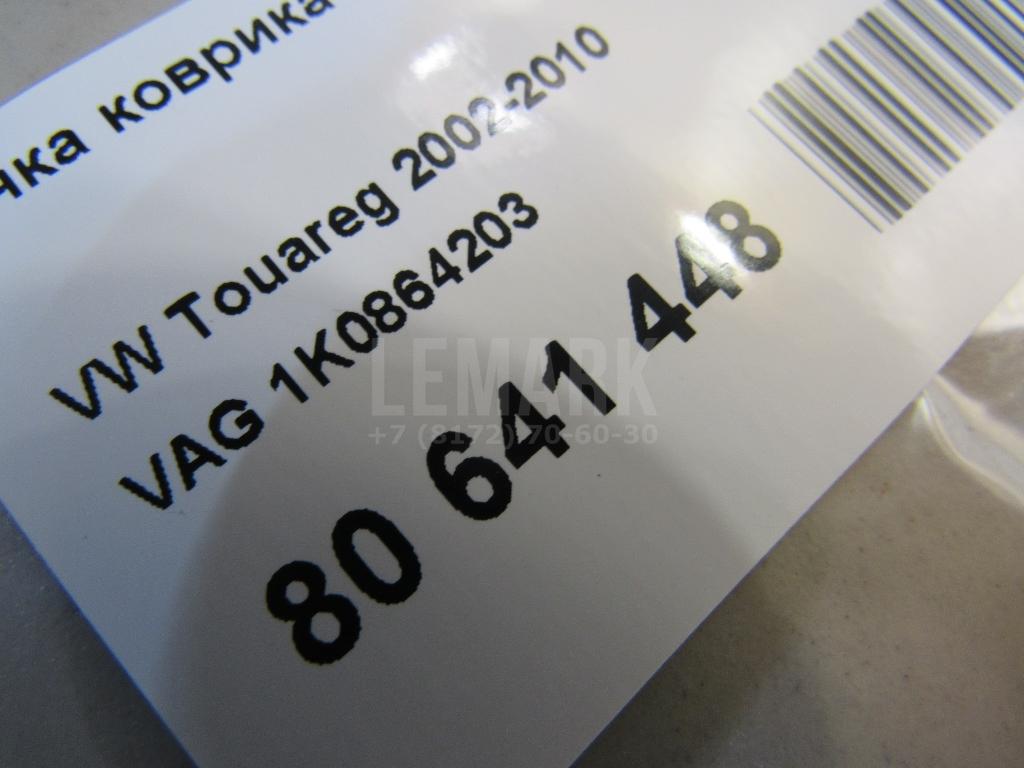 чка коврика
VW Touareg 2002-2010
VAG 1K0864203
80 641 448
LEMARK
+7 (8172) 70-60-30